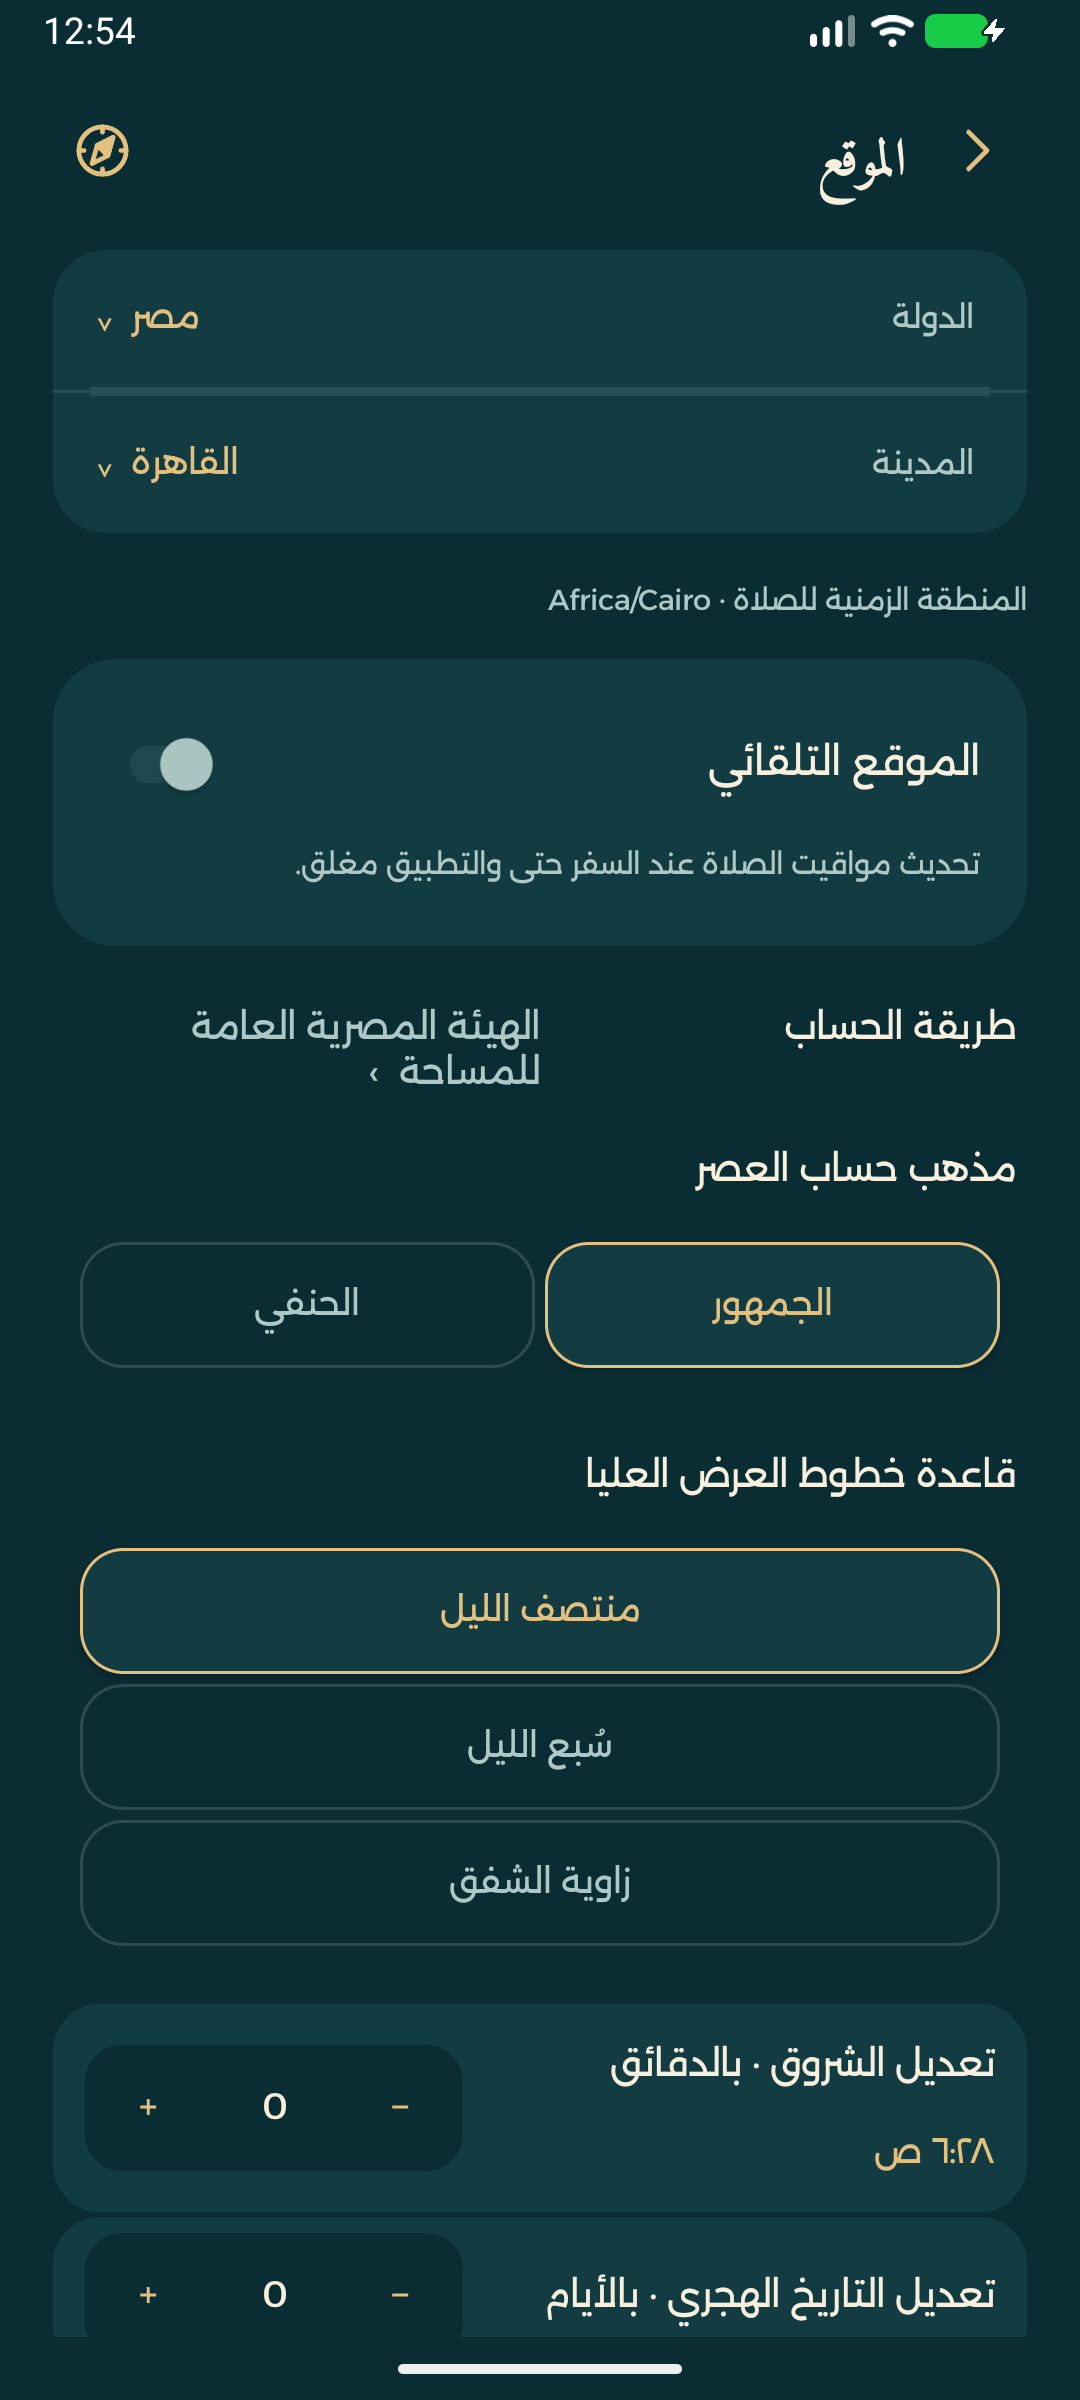 12:54
الموقع
الدولة
مصر
المدينة
القاهرة
المنطقة الزمنية للصلاة · Africa/Cairo
الموقع التلقائي
تحديث مواقيت الصلاة عند السفر حتى والتطبيق مغلق.
طريقة الحساب
الهيئة المصرية العامة
للمساحة ›
مذهب حساب العصر
الجمهور
الحنفي
قاعدة خطوط العرض العليا
منتصف الليل
سُبع الليل
زاوية الشفق
تعديل الشروق · بالدقائق
− 0 +
٦:٢٨ ص
تعديل التاريخ الهجري · بالأيام
− 0 +